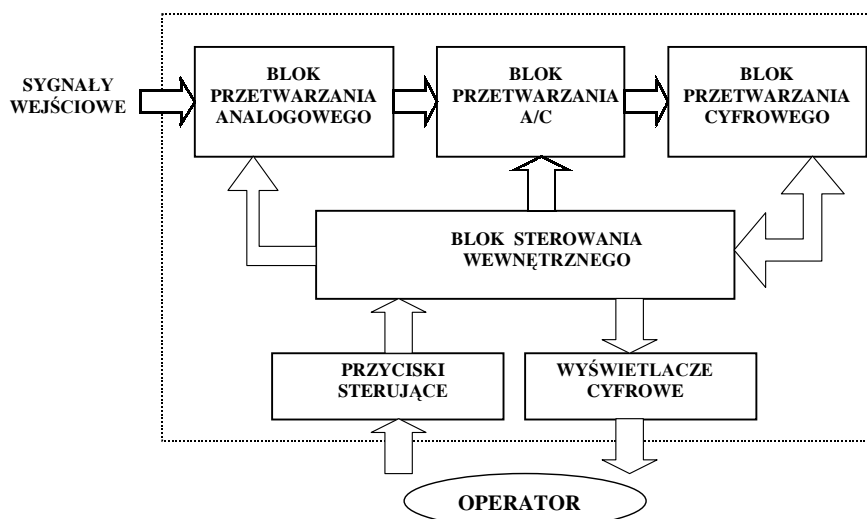 SYGNAŁY
WEJŚCIOWE
BLOK
PRZETWARZANIA
ANALOGOWEGO
BLOK
PRZETWARZANIA
A/C
BLOK
PRZETWARZANIA
CYFROWEGO
BLOK STEROWANIA
WEWNĘTRZNEGO
PRZYCISKI
STERUJĄCE
WYŚWIETLACZE
CYFROWE
OPERATOR